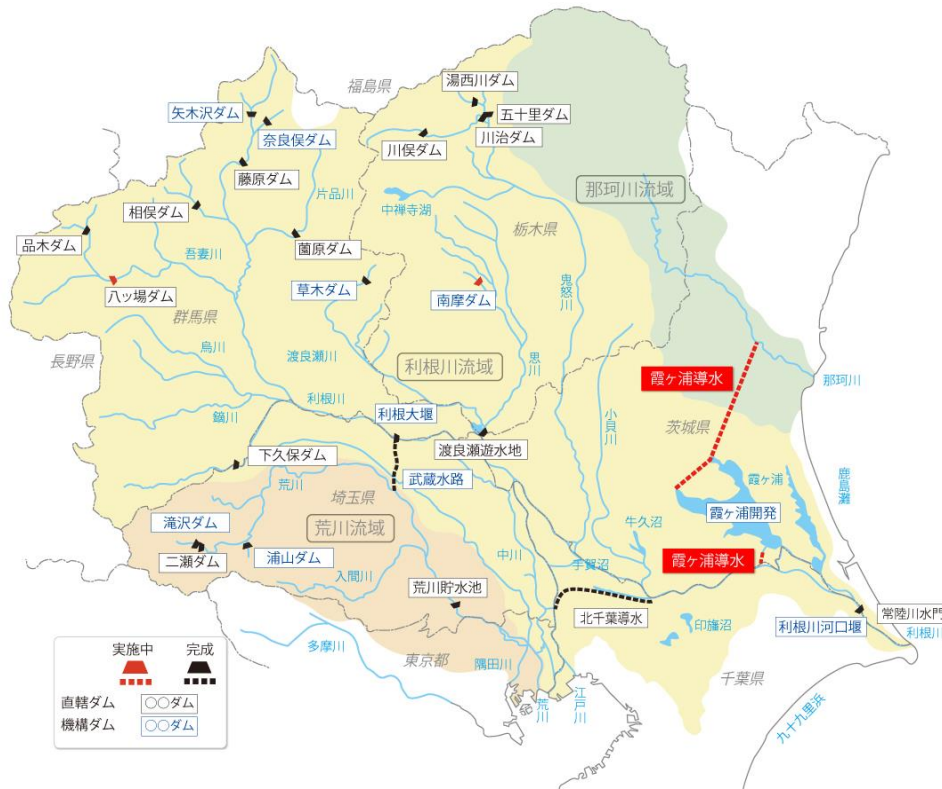 湯西川ダム
福島県
矢木沢ダム
五十里ダム
奈良俣ダム
川俣ダム
川治ダム
藤原ダム
片品川
那珂川流域
相俣ダム
中禅寺湖
栃木県
品木ダム
吾妻川
薗原ダム
鬼怒川
草木ダム
南摩ダム
八ッ場ダム
群馬県
長野県
烏川
渡良瀬川
利根川流域
思川
霞ヶ浦導水
那珂川
利根川
小貝川
鏑川
利根大堰
茨城県
下久保ダム
渡良瀬遊水地
荒川
武蔵水路
霞ヶ浦
鹿島灘
埼玉県
滝沢ダム
荒川流域
霞ヶ浦開発
牛久沼
二瀬ダム
浦山ダム
中川
手賀沼
霞ヶ浦導水
入間川
荒川貯水池
北千葉導水
常陸川水門
印旛沼
利根川河口堰
利根川
多摩川
東京都
隅田川
千葉県
荒川
江戸川
九十九里浜
実施中
完成
直轄ダム
○○ダム
機構ダム
○○ダム